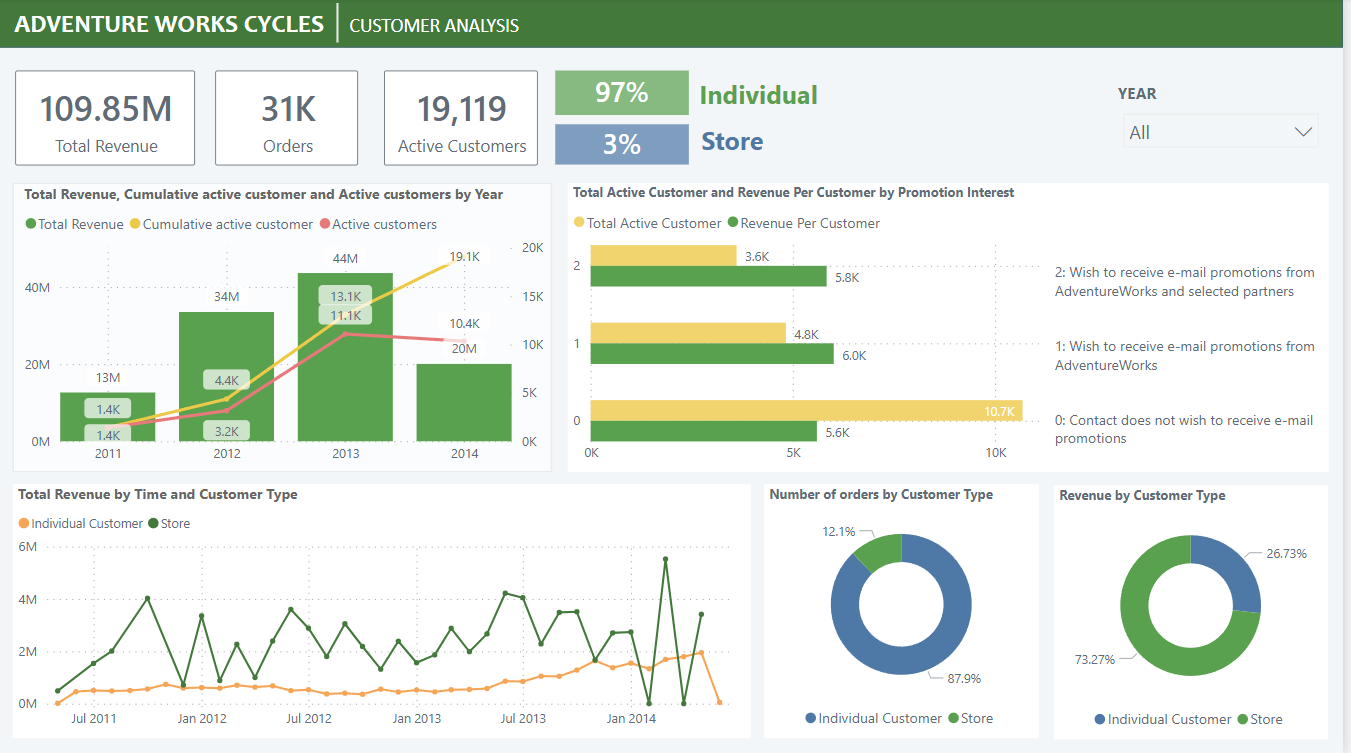 ADVENTURE WORKS CYCLES | CUSTOMER ANALYSIS
109.85M
Total Revenue
31K
Orders
19,119
Active Customers
97% Individual
3% Store
YEAR
All
Total Revenue, Cumulative active customer and Active customers by Year
Total Revenue Cumulative active customer Active customers
40M
20M
0M
20K
15K
10K
5K
0K
13M
34M
44M
20M
1.4K
4.4K
13.1K
19.1K
1.4K
3.2K
11.1K
10.4K
2011 2012 2013 2014
Total Active Customer and Revenue Per Customer by Promotion Interest
Total Active Customer Revenue Per Customer
2
3.6K
5.8K
1
4.8K
6.0K
0
10.7K
5.6K
0K 5K 10K
2: Wish to receive e-mail promotions from
AdventureWorks and selected partners
1: Wish to receive e-mail promotions from
AdventureWorks
0: Contact does not wish to receive e-mail
promotions
Total Revenue by Time and Customer Type
Individual Customer Store
6M
4M
2M
0M
Jul 2011 Jan 2012 Jul 2012 Jan 2013 Jul 2013 Jan 2014
Number of orders by Customer Type
12.1%
87.9%
Individual Customer Store
Revenue by Customer Type
26.73%
73.27%
Individual Customer Store